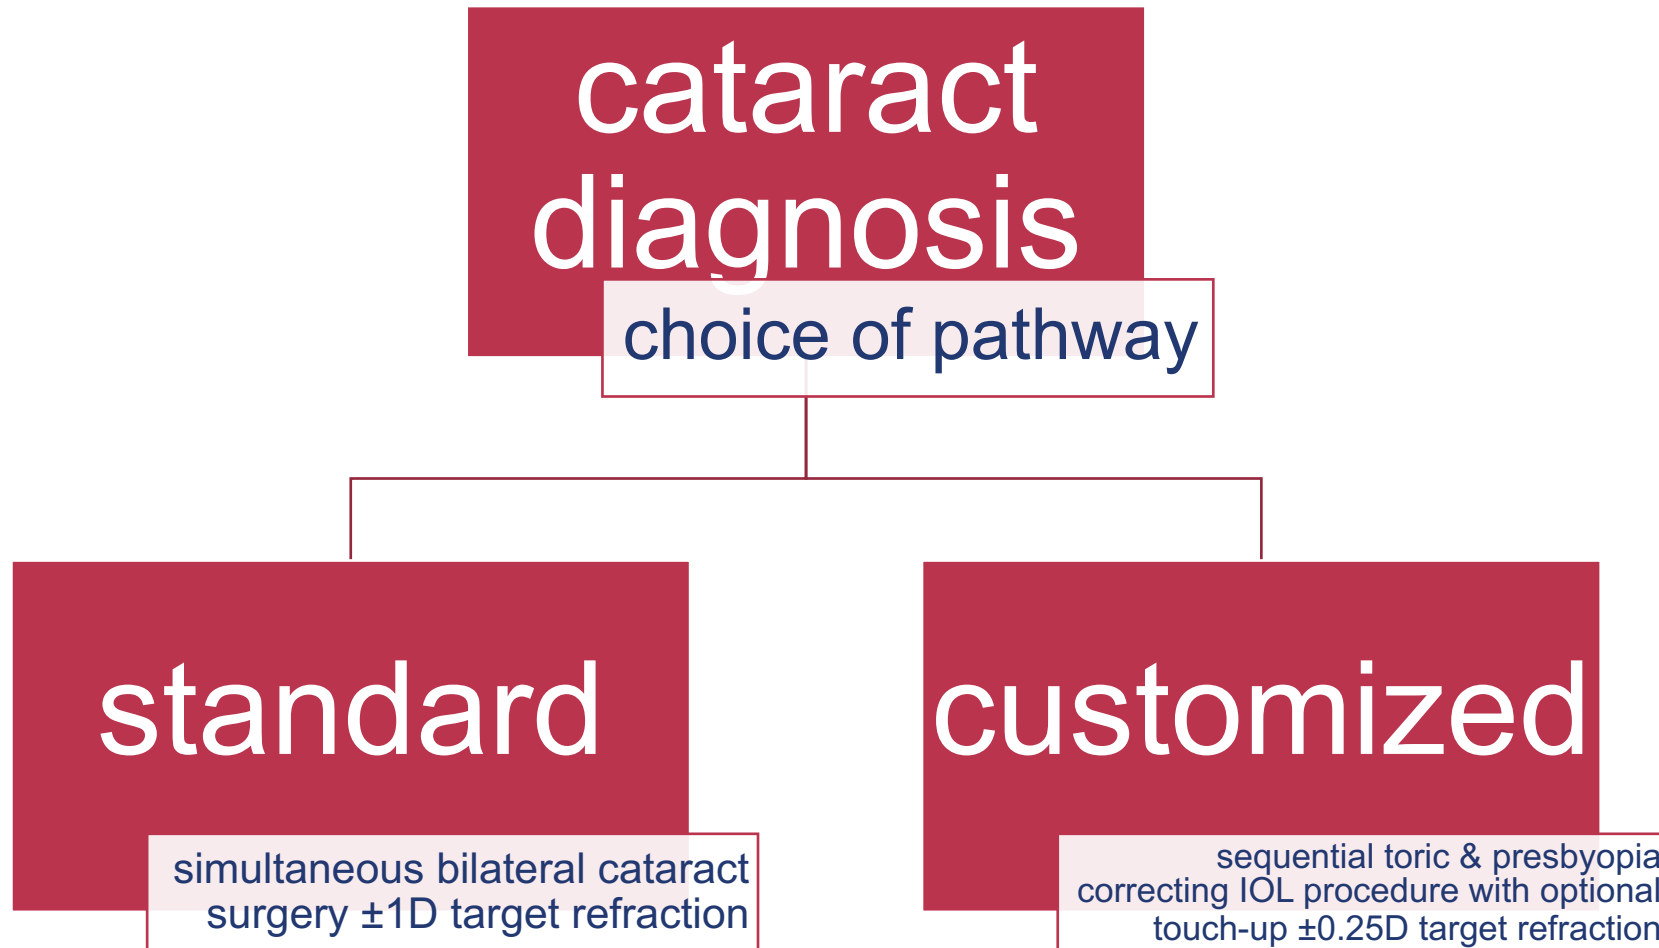 cataract
diagnosis
choice of pathway
standard
simultaneous bilateral cataract
surgery ±1D target refraction
customized
sequential toric & presbyopia
correcting IOL procedure with optional
touch-up ±0.25D target refraction